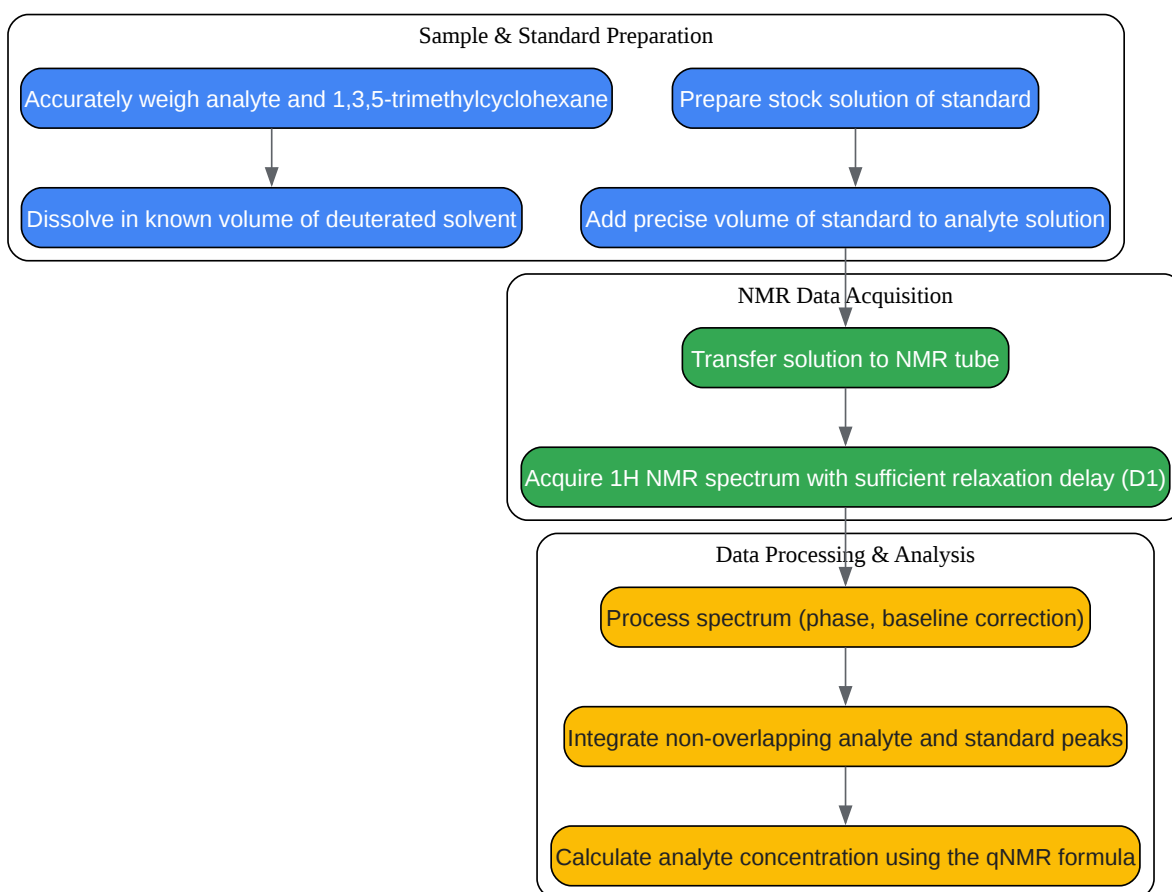 Sample & Standard Preparation
Accurately weigh analyte and 1,3,5-trimethylcyclohexane
Prepare stock solution of standard
Dissolve in known volume of deuterated solvent
Add precise volume of standard to analyte solution
NMR Data Acquisition
Transfer solution to NMR tube
Acquire 1H NMR spectrum with sufficient relaxation delay (D1)
Data Processing & Analysis
Process spectrum (phase, baseline correction)
Integrate non-overlapping analyte and standard peaks
Calculate analyte concentration using the qNMR formula